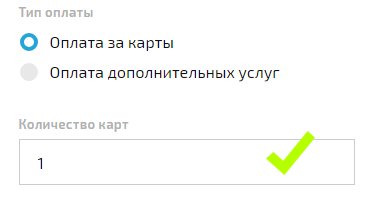 Тип оплаты
Оплата за карты
Оплата дополнительных услуг
Количество карт
1